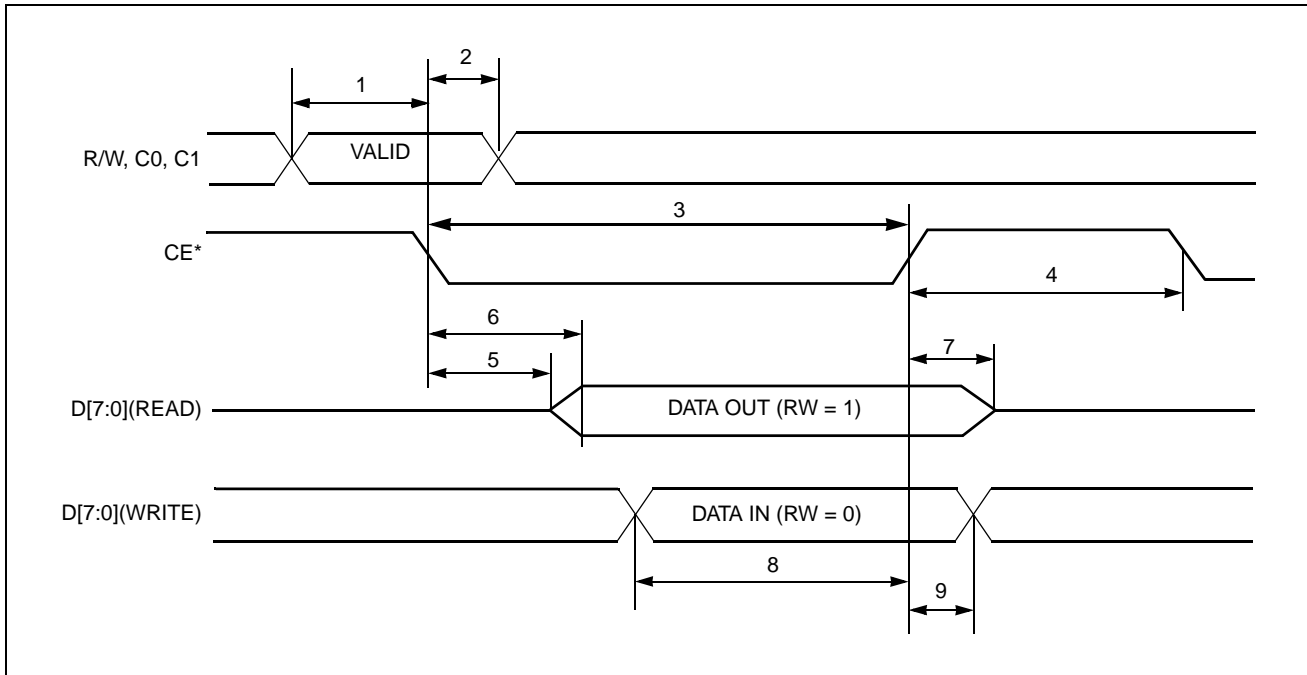 2
1
R/W, C0, C1
VALID
3
CE*
4
6
5
7
D[7:0](READ)
DATA OUT (RW = 1)
D[7:0](WRITE)
DATA IN (RW = 0)
8
9